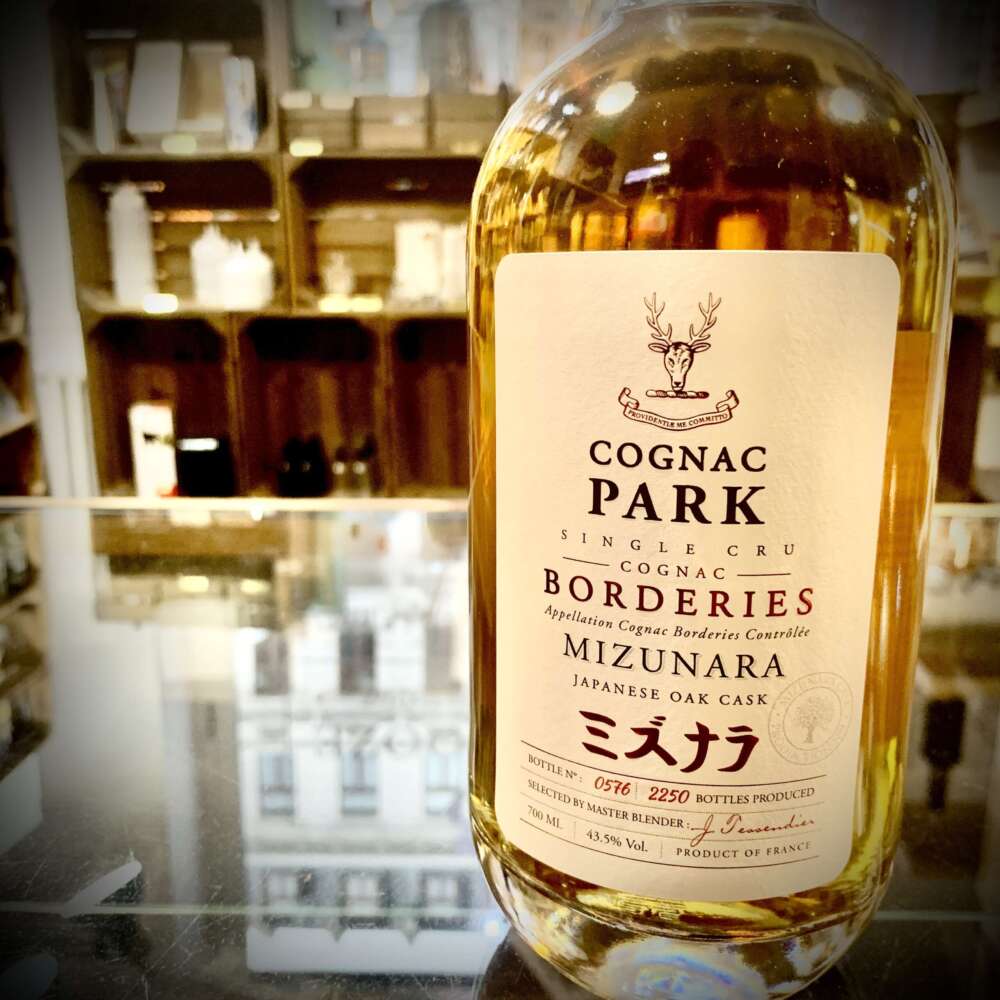 PROVIDENTIÆ ME COMMITTO
COGNAC
PARK
SINGLE CRU
COGNAC
BORDERIES
Appellation Cognac Borderies Contrôlée
MIZUNARA
JAPANESE OAK CASK
ミズナラ
BOTTLE Nº: 0576 | 2250 BOTTLES PRODUCED
SELECTED BY MASTER BLENDER: J Tessendier
700 ML 43.5% Vol. PRODUCT OF FRANCE